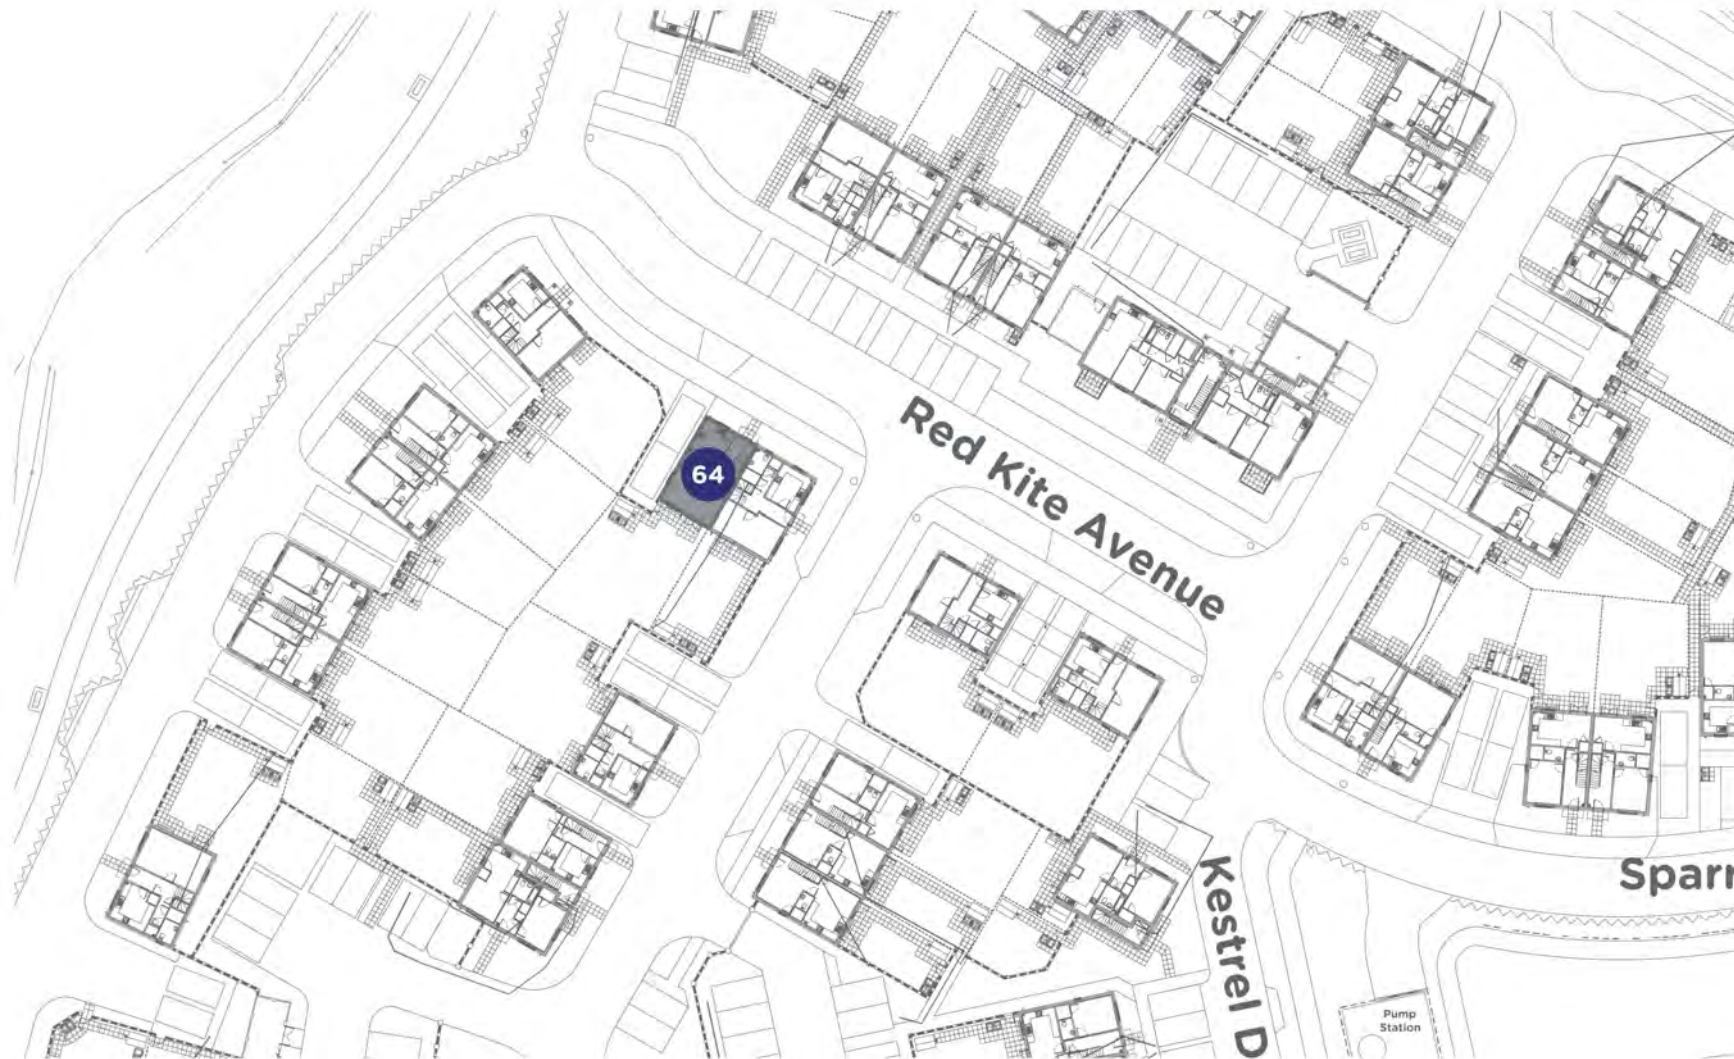 64
Red Kite Avenue
Sparr
Kestrel D
Pump
Station